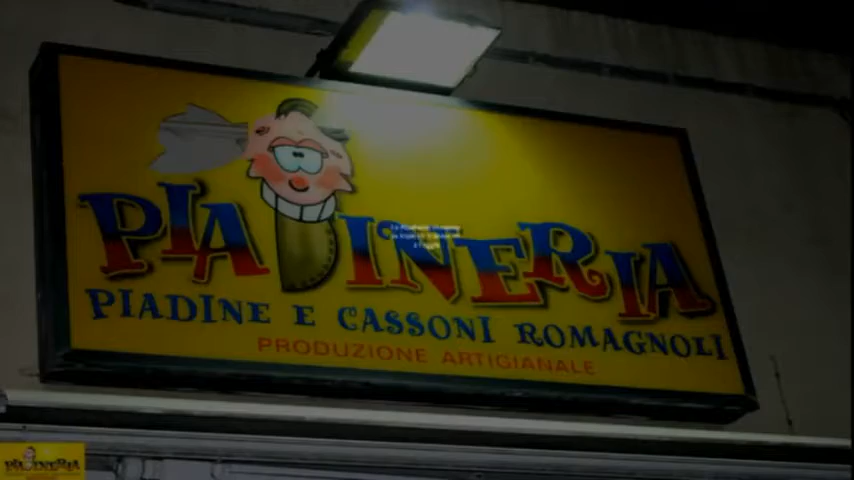 PIADINERIA
PIADINE E CASSONI ROMAGNOLI
PRODUZIONE ARTIGIANALE
PIADINERIA